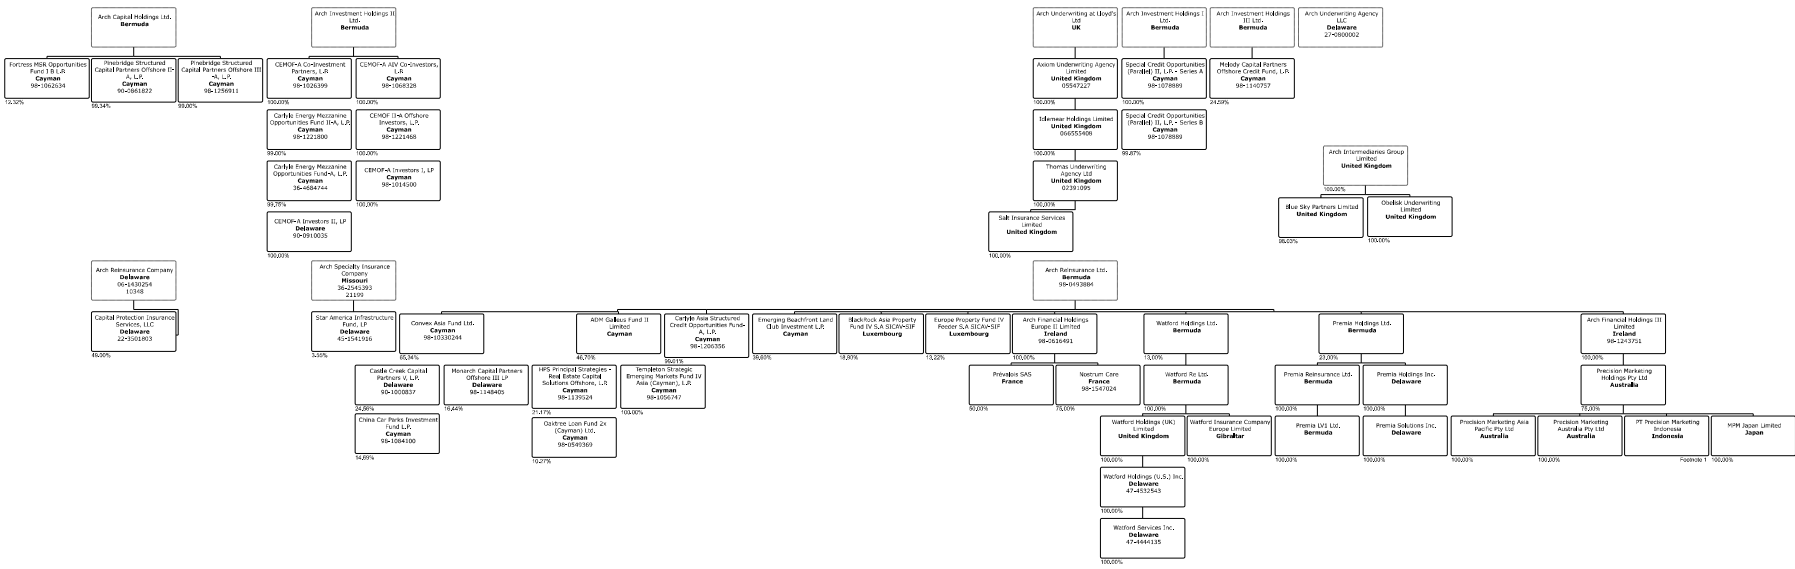 Arch Capital Holdings Ltd.
Bermuda
Arch Investment Holdings II
Ltd.
Bermuda
Arch Underwriting at Lloyd's
Ltd
UK
Arch Investment Holdings I
Ltd.
Bermuda
Arch Investment Holdings
III Ltd.
Bermuda
Arch Underwriting Agency
LLC
Delaware
27-0800002
Fortress MSR Opportunities
Fund I B L.P.
Cayman
98-1062634
12.32%
Pinebridge Structured
Capital Partners Offshore II-
A, L.P.
Cayman
90-0861822
99.34%
Pinebridge Structured
Capital Partners Offshore III
-A, L.P.
Cayman
98-1256911
99.00%
CEMOF-A Co-Investment
Partners, L.P.
Cayman
98-1026399
100.00%
CEMOF-A AIV Co-Investors,
L.P.
Cayman
98-1068328
100.00%
Axiom Underwriting Agency
Limited
United Kingdom
05547227
100.00%
Special Credit Opportunities
(Parallel) II, L.P. - Series A
Cayman
98-1078889
100.00%
Melody Capital Partners
Offshore Credit Fund, L.P.
Cayman
98-1140757
24.59%
Carlyle Energy Mezzanine
Opportunities Fund II-A, L.P.
Cayman
98-1221800
99.00%
CEMOF II-A Offshore
Investors, L.P.
Cayman
98-1221468
100.00%
Cayman
98-1078889
99.87%
Special Credit Opportunities
(Parallel) II, L.P. - Series B
Holdings Limited
United Kingdom
066555408
100.00%
Carlyle Energy Mezzanine
Opportunities Fund-A, L.P.
Cayman
36-4684744
99.75%
CEMOF-A Investors I, LP
Cayman
98-1014500
100.00%
Thomas Underwriting
Agency Ltd
United Kingdom
02391095
100.00%
Arch Intermediaries Group
Limited
United Kingdom
100.00%
CEMOF-A Investors II, LP
Delaware
90-0910035
100.00%
Salt Insurance Services
Limited
United Kingdom
100.00%
Blue Sky Partners Limited
United Kingdom
98.03%
Obelisk Underwriting
Limited
United Kingdom
100.00%
Arch Reinsurance Company
Delaware
06-1430254
10348
Arch Specialty Insurance
Company
Missouri
36-2545393
21199
Arch Reinsurance Ltd.
Bermuda
98-0493884
Capital Protection Insurance
Services, LLC
Delaware
22-3501803
49.00%
Star America Infrastructure
Fund, LP
Delaware
45-1541916
3.55%
Convex Asia Fund Ltd.
Cayman
98-10330244
65.34%
ADM Galleus Fund II
Limited
Cayman
46.70%
Carlyle Asia Structured
Credit Opportunities Fund-
A, L.P.
Cayman
98-1206356
99.01%
Emerging Beachfront Land
Club Investment L.P.
Cayman
39.60%
BlackRock Asia Property
Fund IV S.A SICAV-SIF
Luxembourg
18.90%
Europe Property Fund IV
Feeder S.A SICAV-SIF
Luxembourg
13.22%
Arch Financial Holdings
Europe II Limited
Ireland
98-0616491
100.00%
Watford Holdings Ltd.
Bermuda
13.00%
Premia Holdings Ltd.
Bermuda
23.00%
Arch Financial Holdings III
Limited
Ireland
98-1243751
100.00%
Castle Creek Capital
Partners V, L.P.
Delaware
90-1000837
24.56%
Monarch Capital Partners
Offshore III LP
Delaware
98-1148405
16.44%
HPS Principal Strategies -
Real Estate Capital
Solutions Offshore, L.P.
Cayman
98-1139524
21.17%
Templeton Strategic
Emerging Markets Fund IV
Asia (Cayman), L.P.
Cayman
98-1056747
100.00%
Prévalois SAS
France
50.00%
Nostrum Care
France
98-1547024
75.00%
Watford Re Ltd.
Bermuda
100.00%
Premia Reinsurance Ltd.
Bermuda
100.00%
Premia Holdings Inc.
Delaware
100.00%
Precision Marketing
Holdings Pty Ltd
Australia
75.00%
China Car Parks Investment
Fund L.P.
Cayman
98-1084100
14.69%
Oaktree Loan Fund 2x
(Cayman) Ltd.
Cayman
98-0549369
10.27%
Watford Holdings (UK)
Limited
United Kingdom
100.00%
Watford Insurance Company
Europe Limited
Gibraltar
100.00%
Premia LV1 Ltd.
Bermuda
100.00%
Premia Solutions Inc.
Delaware
100.00%
Precision Marketing Asia
Pacific Pty Ltd
Australia
100.00%
Precision Marketing
Australia Pty Ltd
Australia
100.00%
PT Precision Marketing
Indonesia
Indonesia
Footnote 1
MPM Japan Limited
Japan
100.00%
Watford Holdings (U.S.) Inc.
Delaware
47-4532543
100.00%
Watford Services Inc.
Delaware
47-4444135
100.00%